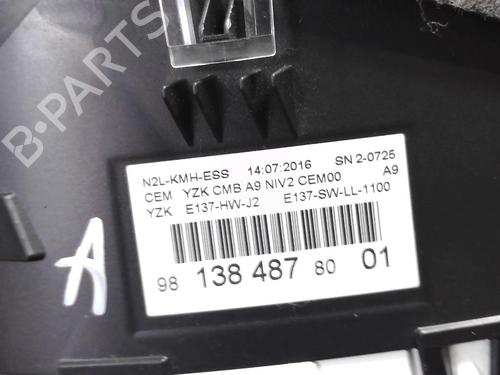 B-PARTS
N2L-KMH-ESS 14:07:2016 SN 2-0725
CEM YZK CMB A9 NIV2 CEM00 A9
YZK E137-HW-J2 E137-SW-LL-1100
98 138 487 80 01
A